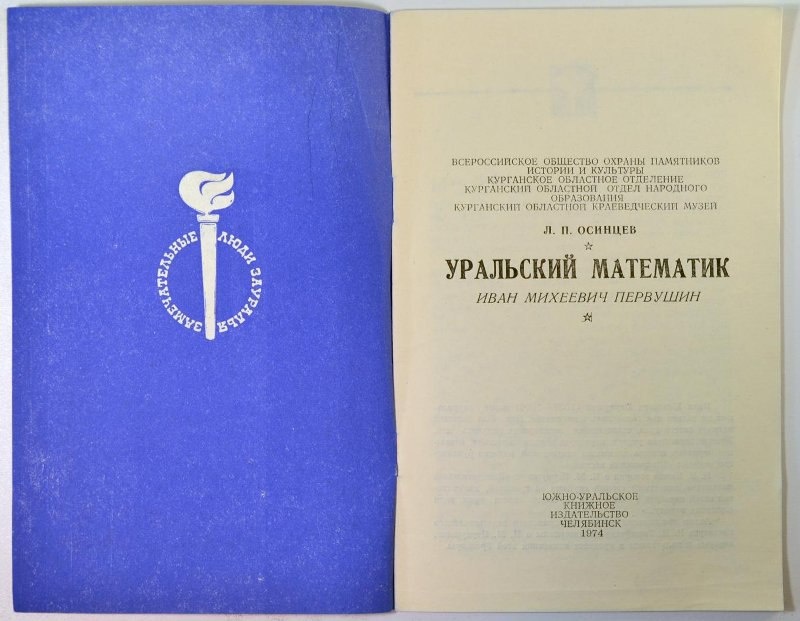 ЗАМЕЧАТЕЛЬНЫЕ
ЛЮДИ ЗАУРАЛЬЯ
ВСЕРОССИЙСКОЕ ОБЩЕСТВО ОХРАНЫ ПАМЯТНИКОВ
ИСТОРИИ И КУЛЬТУРЫ
КУРГАНСКОЕ ОБЛАСТНОЕ ОТДЕЛЕНИЕ
КУРГАНСКИЙ ОБЛАСТНОЙ ОТДЕЛ НАРОДНОГО
ОБРАЗОВАНИЯ
КУРГАНСКИЙ ОБЛАСТНОЙ КРАЕВЕДЧЕСКИЙ МУЗЕЙ
Л. П. ОСИНЦЕВ
УРАЛЬСКИЙ МАТЕМАТИК
ИВАН МИХЕЕВИЧ ПЕРВУШИН
ЮЖНО-УРАЛЬСКОЕ
КНИЖНОЕ
ИЗДАТЕЛЬСТВО
ЧЕЛЯБИНСК
1974